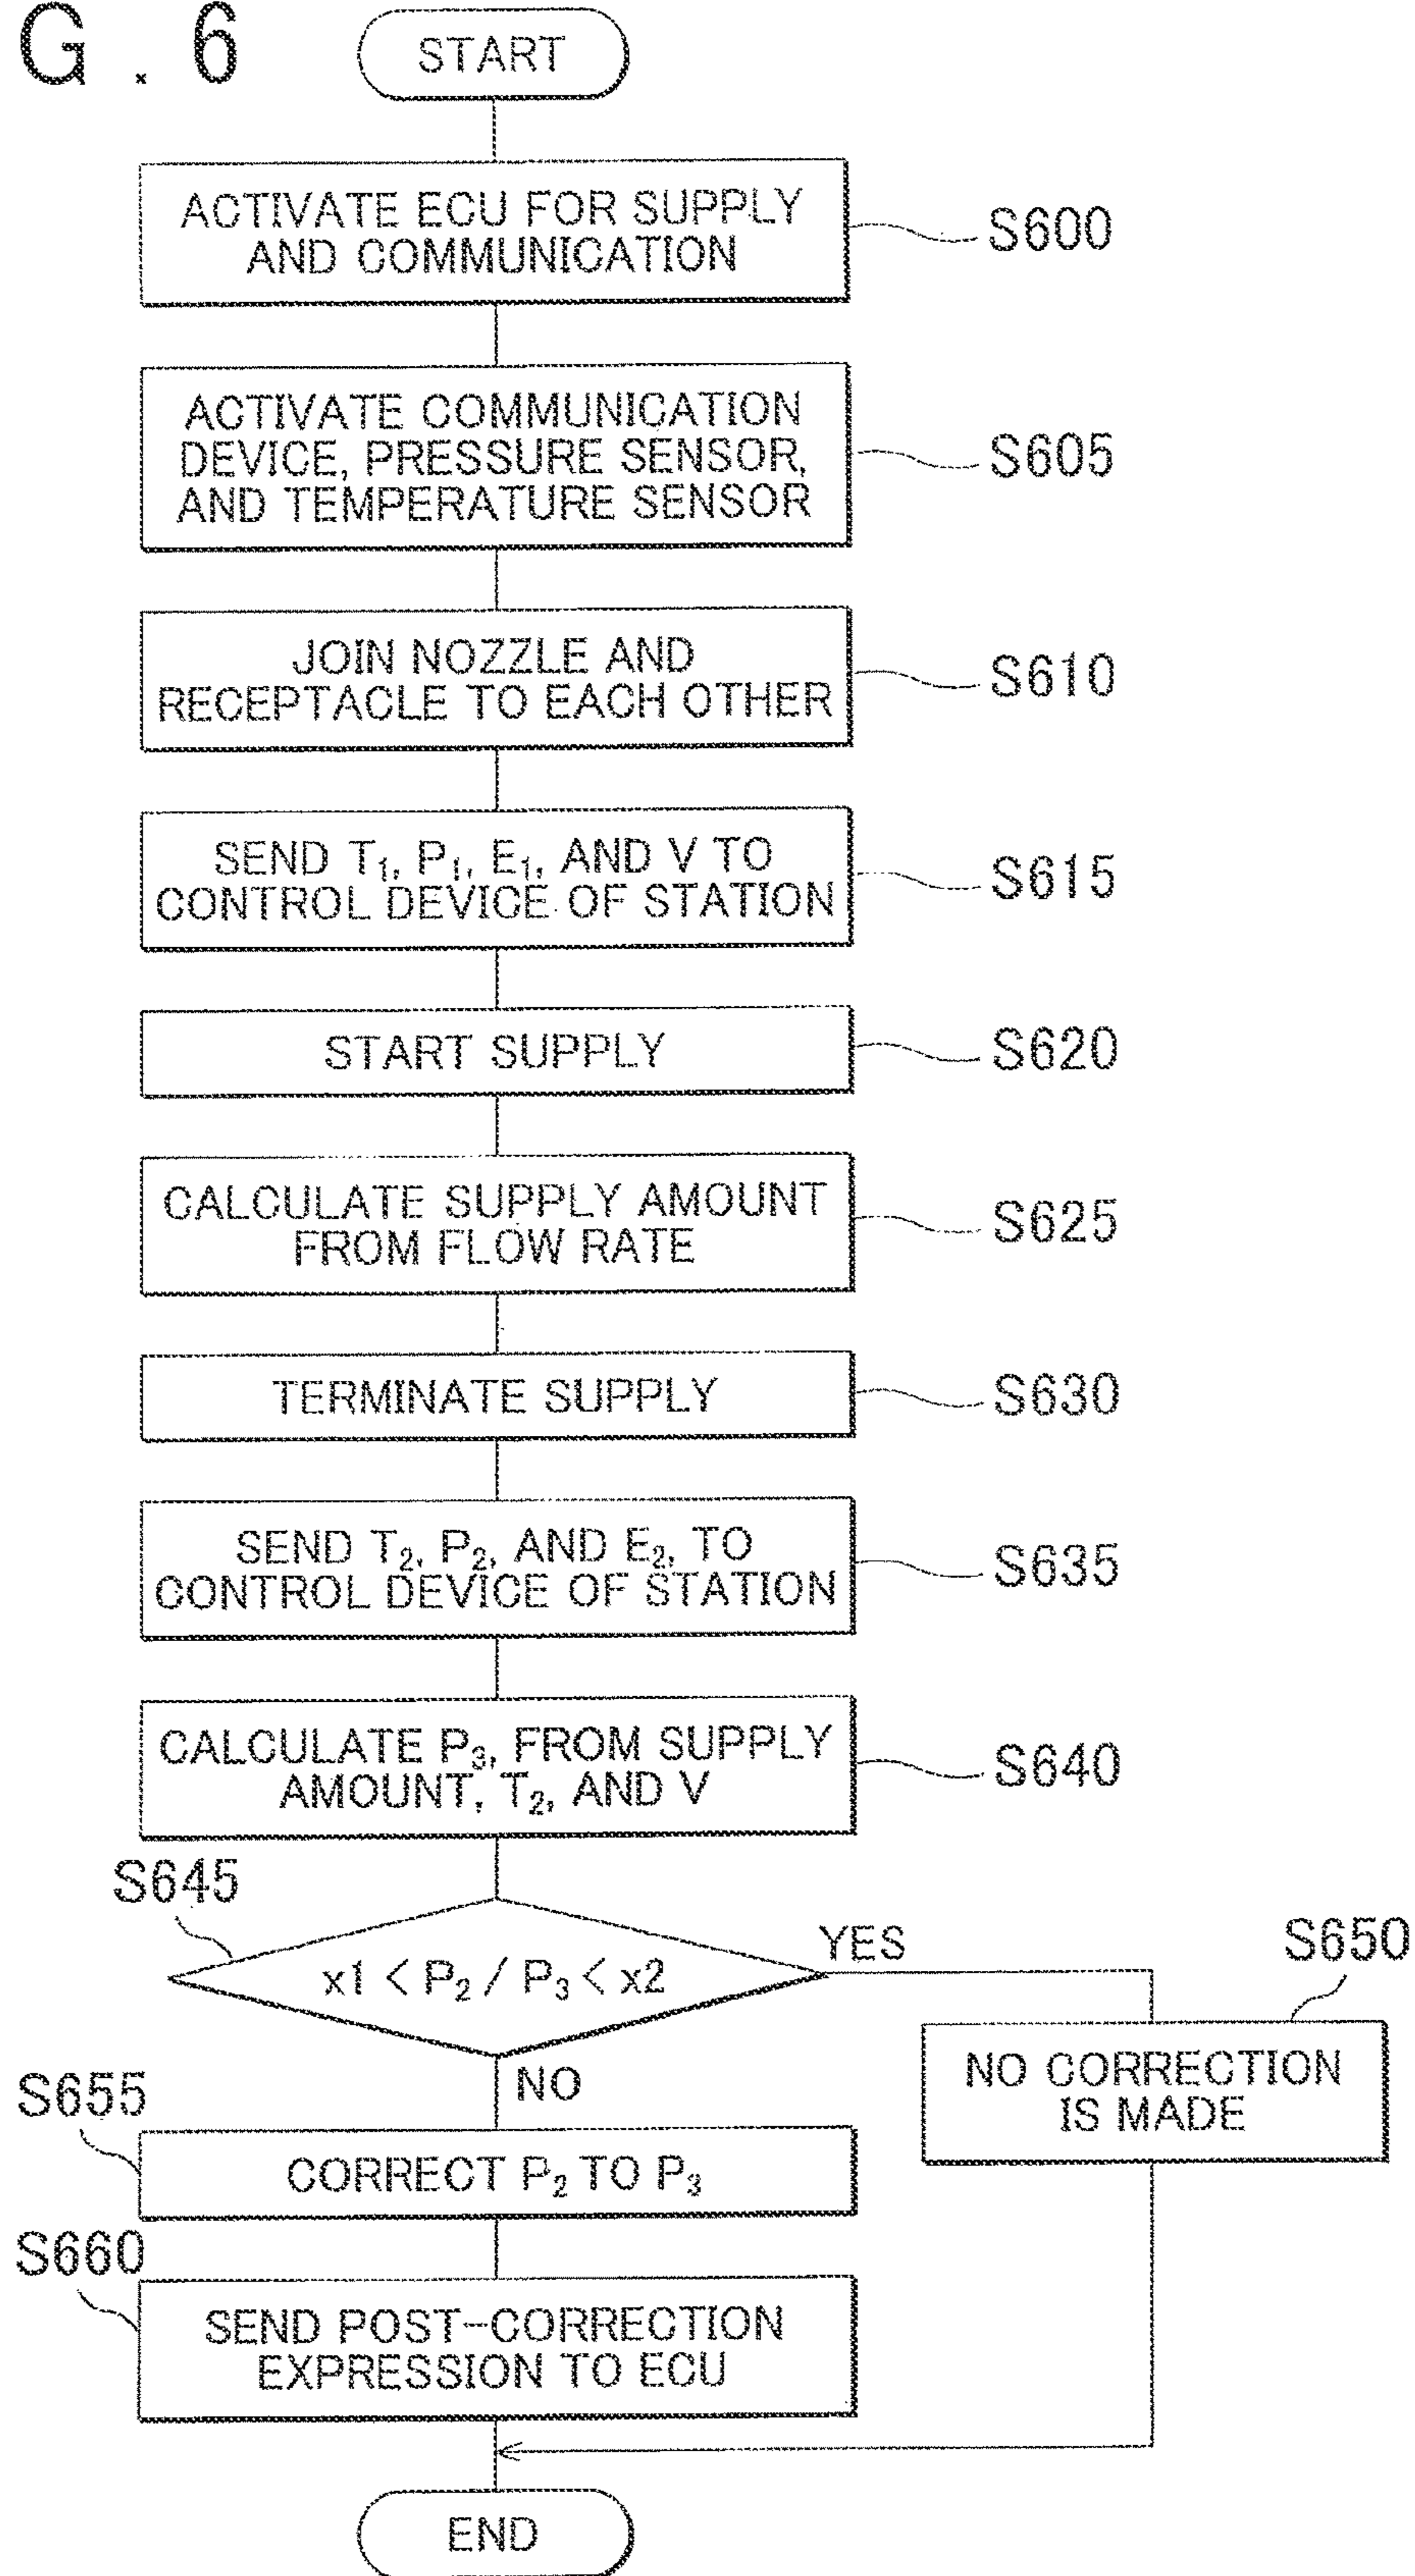 G . 6
START
ACTIVATE ECU FOR SUPPLY
AND COMMUNICATION
S600
ACTIVATE COMMUNICATION
DEVICE, PRESSURE SENSOR,
AND TEMPERATURE SENSOR
S605
JOIN NOZZLE AND
RECEPTACLE TO EACH OTHER
S610
SEND T₁, P₁, E₁, AND V TO
CONTROL DEVICE OF STATION
S615
START SUPPLY
S620
CALCULATE SUPPLY AMOUNT
FROM FLOW RATE
S625
TERMINATE SUPPLY
S630
SEND T₂, P₂, AND E₂, TO
CONTROL DEVICE OF STATION
S635
CALCULATE P₃, FROM SUPPLY
AMOUNT, T₂, AND V
S640
S645
x1 < P₂ / P₃ < x2
YES
S650
NO CORRECTION
IS MADE
NO
S655
CORRECT P₂ TO P₃
S660
SEND POST-CORRECTION
EXPRESSION TO ECU
END